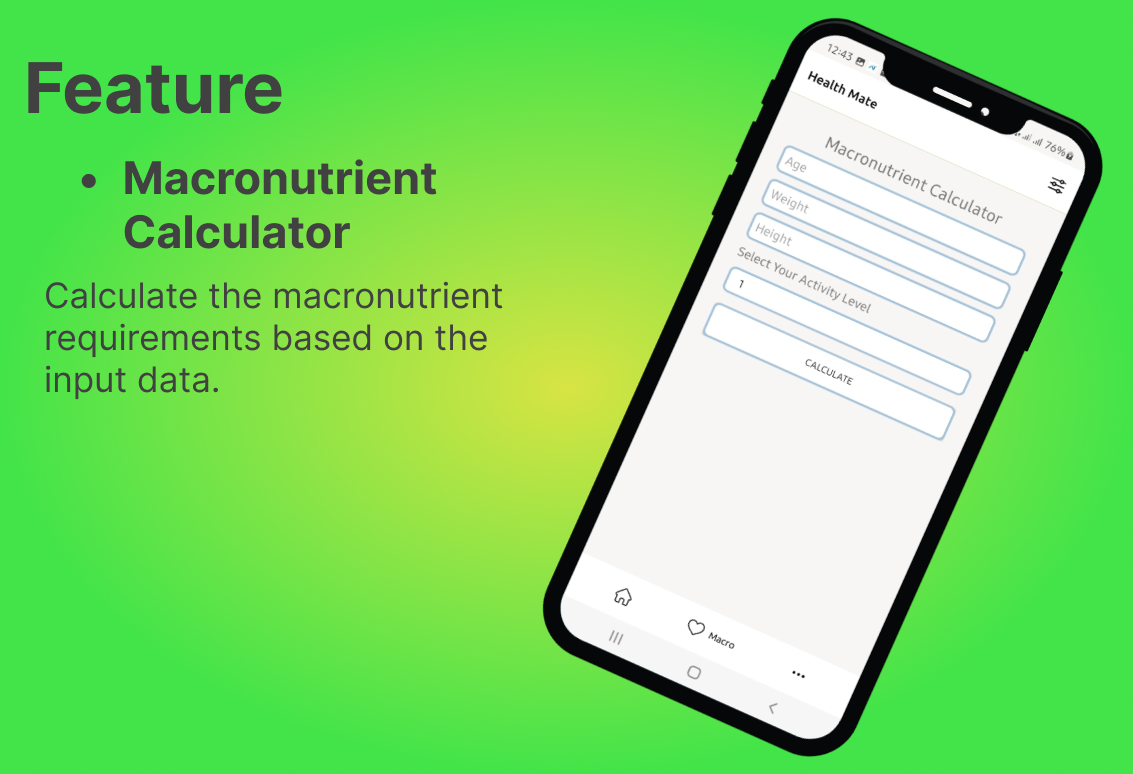 Feature
• Macronutrient
Calculator
Calculate the macronutrient
requirements based on the
input data.
12:43
76%
Health Mate
Macronutrient Calculator
Age
Weight
Height
Select Your Activity Level
1
CALCULATE
Macro